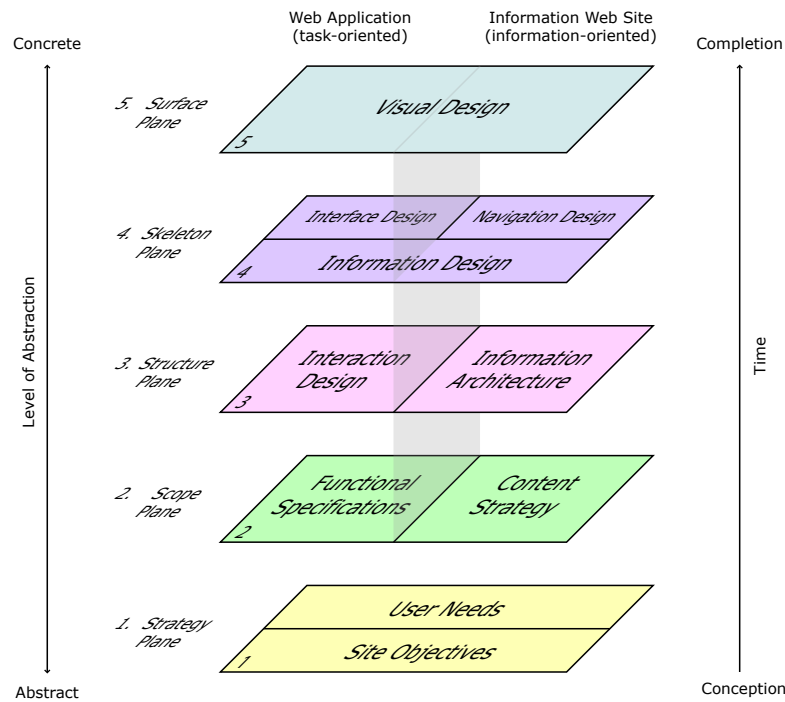 Web Application
(task-oriented)
Information Web Site
(information-oriented)
Concrete
Completion
5. Surface
Plane
Visual Design
5
4. Skeleton
Plane
Interface Design
Navigation Design
Information Design
4
Level of Abstraction
Time
3. Structure
Plane
Interaction
Design
Information
Architecture
3
2. Scope
Plane
Functional
Specifications
Content
Strategy
2
1. Strategy
Plane
User Needs
Site Objectives
1
Abstract
Conception